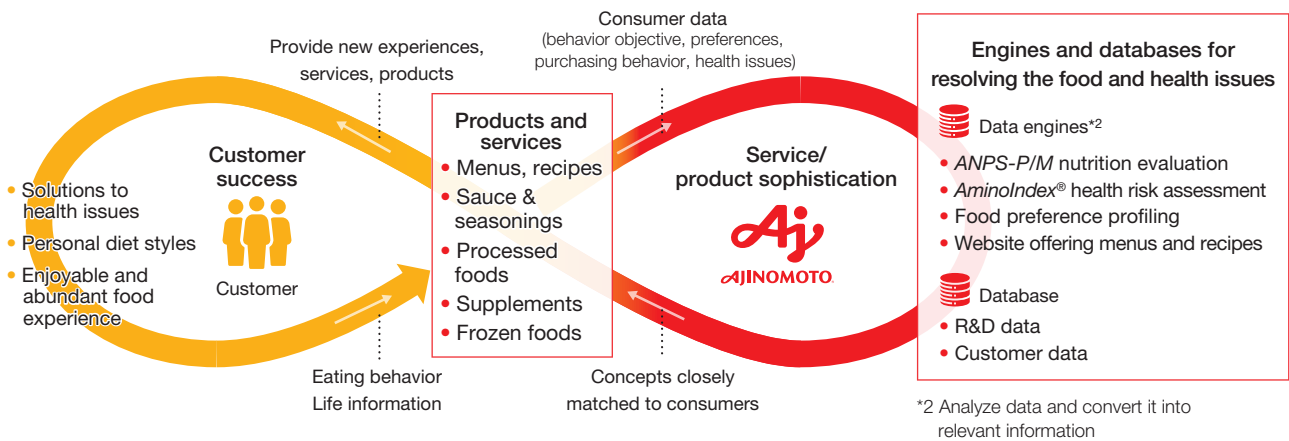 Provide new experiences,
services, products
Consumer data
(behavior objective, preferences,
purchasing behavior, health issues)
Customer
success
Customer
• Solutions to
health issues
• Personal diet styles
• Enjoyable and
abundant food
experience
Eating behavior
Life information
Products and
services
• Menus, recipes
• Sauce &
seasonings
• Processed
foods
• Supplements
• Frozen foods
Service/
product sophistication
Aj
AJINOMOTO.
Concepts closely
matched to consumers
Engines and databases for
resolving the food and health issues
Data engines*2
• ANPS-P/M nutrition evaluation
• AminoIndex® health risk assessment
• Food preference profiling
• Website offering menus and recipes
Database
• R&D data
• Customer data
*2 Analyze data and convert it into
relevant information